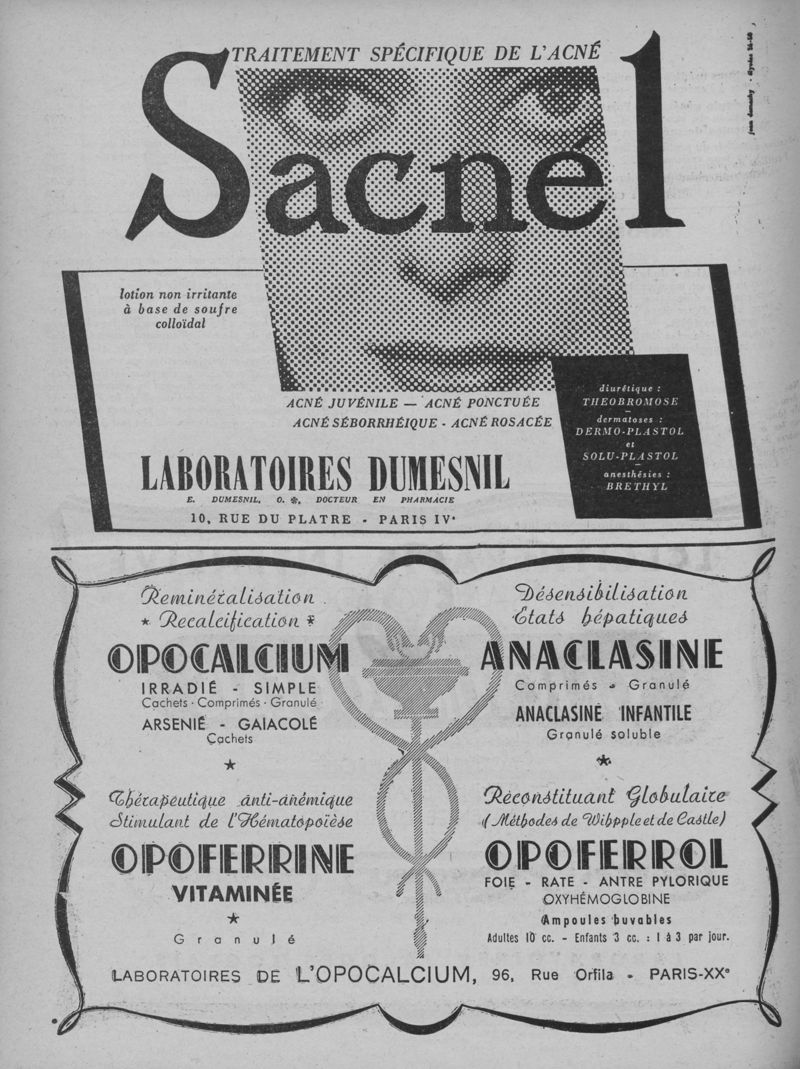 TRAITEMENT SPÉCIFIQUE DE L'ACNÉ
Sacnél
lotion non irritante
à base de soufre
colloïdal
ACNÉ JUVÉNILE — ACNÉ PONCTUÉE
ACNÉ SÉBORRHÉIQUE - ACNÉ ROSACÉE
diurétique :
THEOBROMOSE
—
dermatoses :
DERMO-PLASTOL
et
SOLU-PLASTOL
—
anesthésies :
BRETHYL
LABORATOIRES DUMESNIL
E. DUMESNIL, O. ✻, DOCTEUR EN PHARMACIE
10, RUE DU PLATRE - PARIS IVᵉ
Reminéralisation
★ Recalcification ★
OPOCALCIUM
IRRADIÉ - SIMPLE
Cachets · Comprimés · Granulé
ARSENIÉ - GAIACOLÉ
Cachets
★
Thérapeutique anti-anémique
Stimulant de l'Hématopoïèse
OPOFERRINE
VITAMINÉE
★
Granulé
Désensibilisation
États hépatiques
ANACLASINE
Comprimés - Granulé
ANACLASINE INFANTILE
Granulé soluble
★
Réconstituant Globulaire
(Méthodes de Wibpple et de Castle)
OPOFERROL
FOIE - RATE - ANTRE PYLORIQUE
OXYHÉMOGLOBINE
Ampoules buvables
Adultes 10 cc. - Enfants 3 cc. : 1 à 3 par jour.
LABORATOIRES DE L'OPOCALCIUM, 96, Rue Orfila - PARIS-XXᵉ